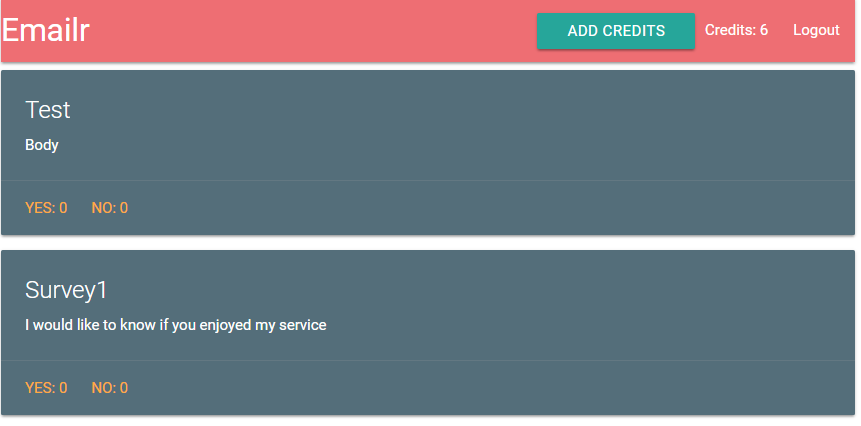 Emailr
ADD CREDITS Credits: 6 Logout
Test
Body
YES: 0 NO: 0
Survey1
I would like to know if you enjoyed my service
YES: 0 NO: 0